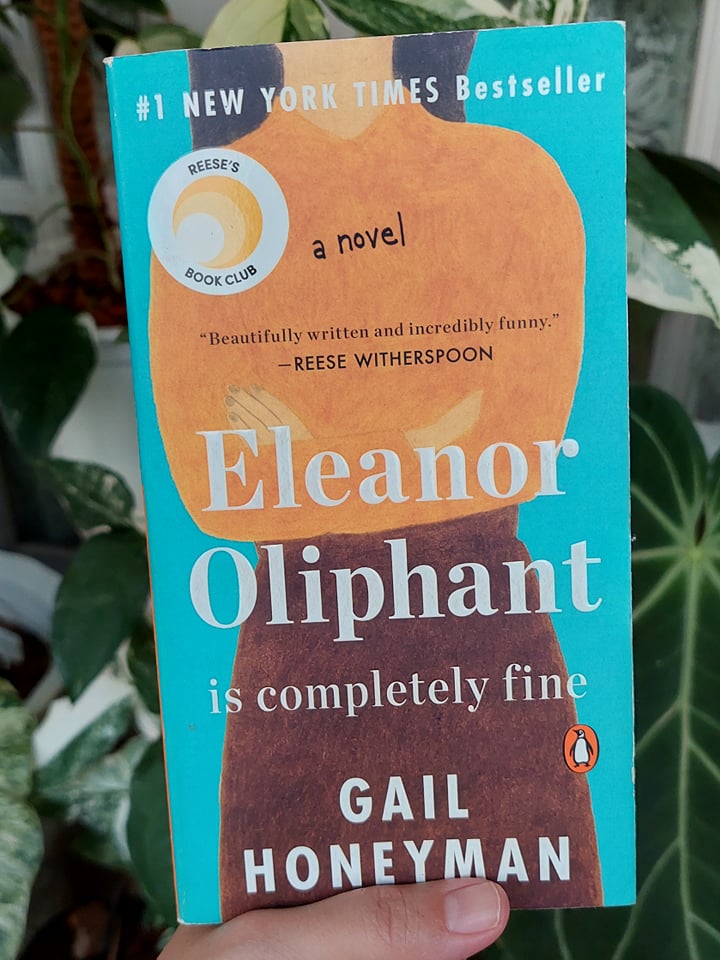 #1 NEW YORK TIMES Bestseller
REESE'S
BOOK CLUB
a novel
“Beautifully written and incredibly funny.”
—REESE WITHERSPOON
Eleanor
Oliphant
is completely fine
GAIL
HONEYMAN